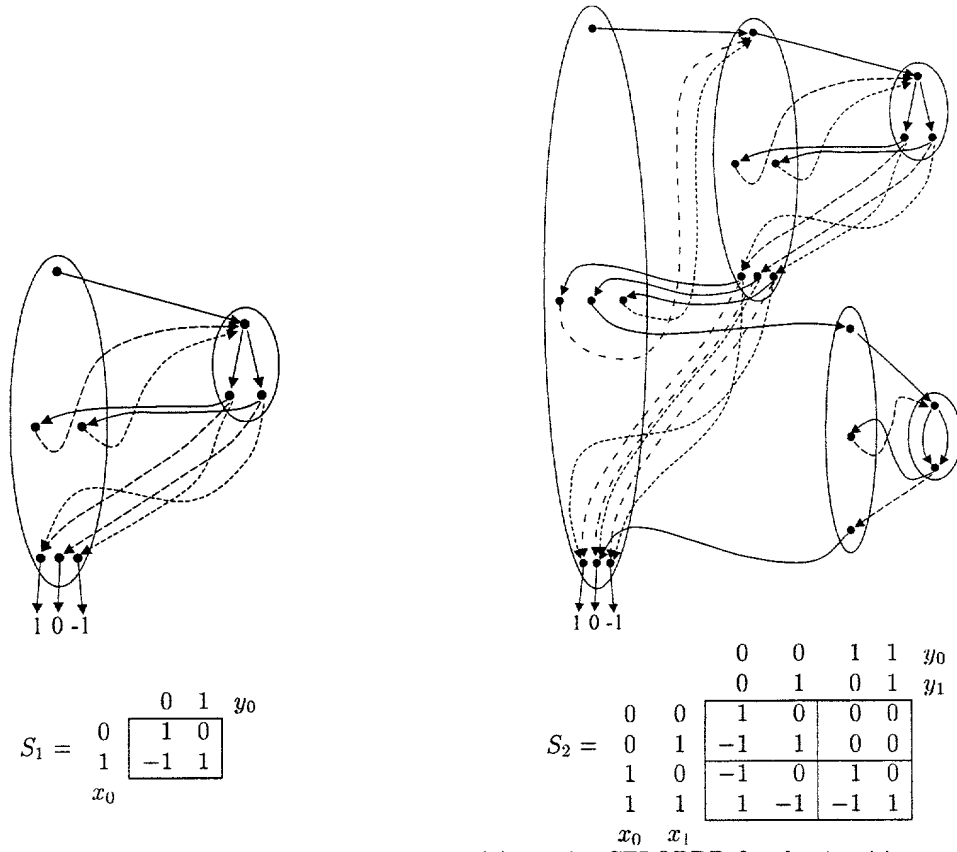 1 0 -1
1 0 -1
0 1 y0
S1 =
0 1 0
1 −1 1
x0
0 0 1 1 y0
0 1 0 1 y1
S2 =
0 0 1 0 0 0
0 1 −1 1 0 0
1 0 −1 0 1 0
1 1 1 −1 −1 1
x0 x1